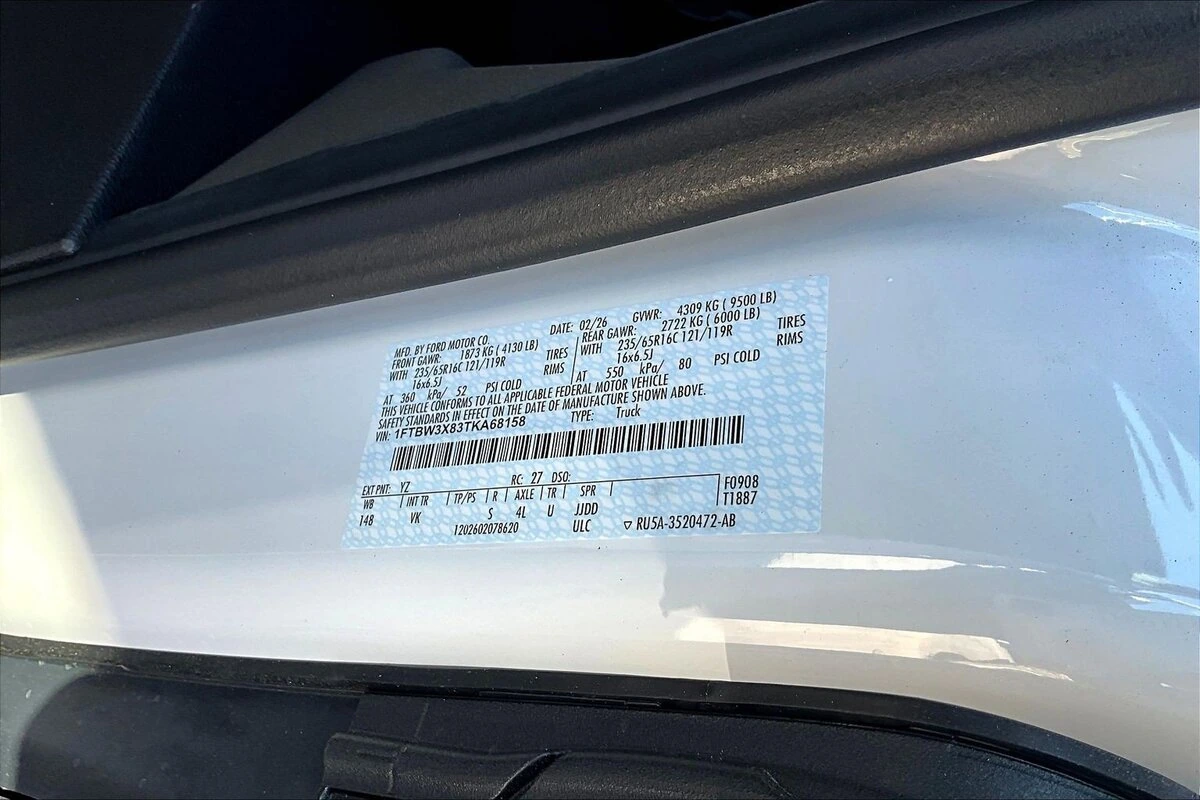 MFD. BY FORD MOTOR CO. DATE: 02/26 GVWR: 4309 KG ( 9500 LB)
FRONT GAWR: 1873 KG ( 4130 LB) REAR GAWR: 2722 KG ( 6000 LB)
WITH 235/65R16C 121/119R TIRES WITH 235/65R16C 121/119R TIRES
16x6.5J RIMS 16x6.5J RIMS
AT 360 kPa/ 52 PSI COLD AT 550 kPa/ 80 PSI COLD
THIS VEHICLE CONFORMS TO ALL APPLICABLE FEDERAL MOTOR VEHICLE
SAFETY STANDARDS IN EFFECT ON THE DATE OF MANUFACTURE SHOWN ABOVE.
VIN: 1FTBW3X83TKA68158 TYPE: Truck
EXT PNT: YZ RC: 27 DSO: F0908
WB INT TR TP/PS R AXLE TR SPR T1887
148 VK S 4L U JJDD
1202602078620 ULC ▽ RU5A-3520472-AB